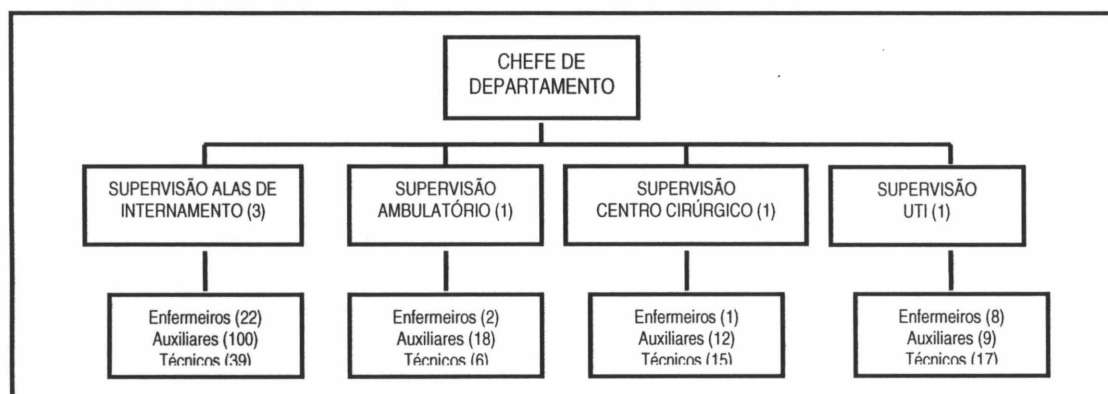 CHEFE DE
DEPARTAMENTO
SUPERVISÃO ALAS DE
INTERNAMENTO (3)
SUPERVISÃO
AMBULATÓRIO (1)
SUPERVISÃO
CENTRO CIRÚRGICO (1)
SUPERVISÃO
UTI (1)
Enfermeiros (22)
Auxiliares (100)
Técnicos (39)
Enfermeiros (2)
Auxiliares (18)
Técnicos (6)
Enfermeiros (1)
Auxiliares (12)
Técnicos (15)
Enfermeiros (8)
Auxiliares (9)
Técnicos (17)